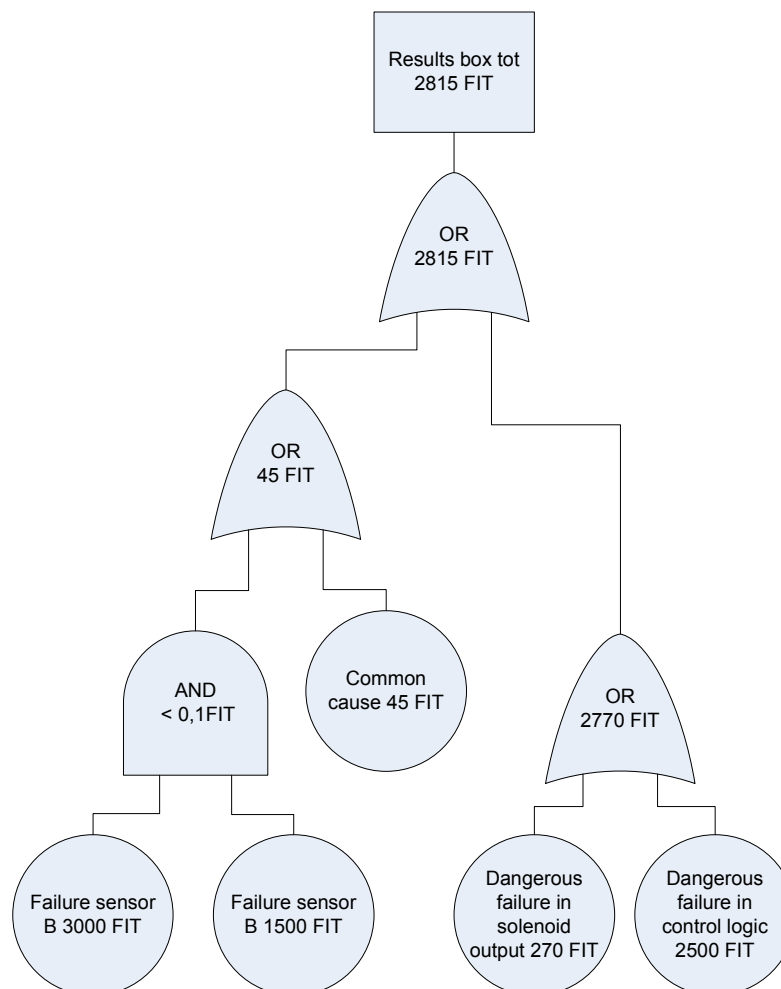 Results box tot
2815 FIT
OR
2815 FIT
OR
45 FIT
AND
< 0,1FIT
Common
cause 45 FIT
OR
2770 FIT
Failure sensor
B 3000 FIT
Failure sensor
B 1500 FIT
Dangerous
failure in
solenoid
output 270 FIT
Dangerous
failure in
control logic
2500 FIT